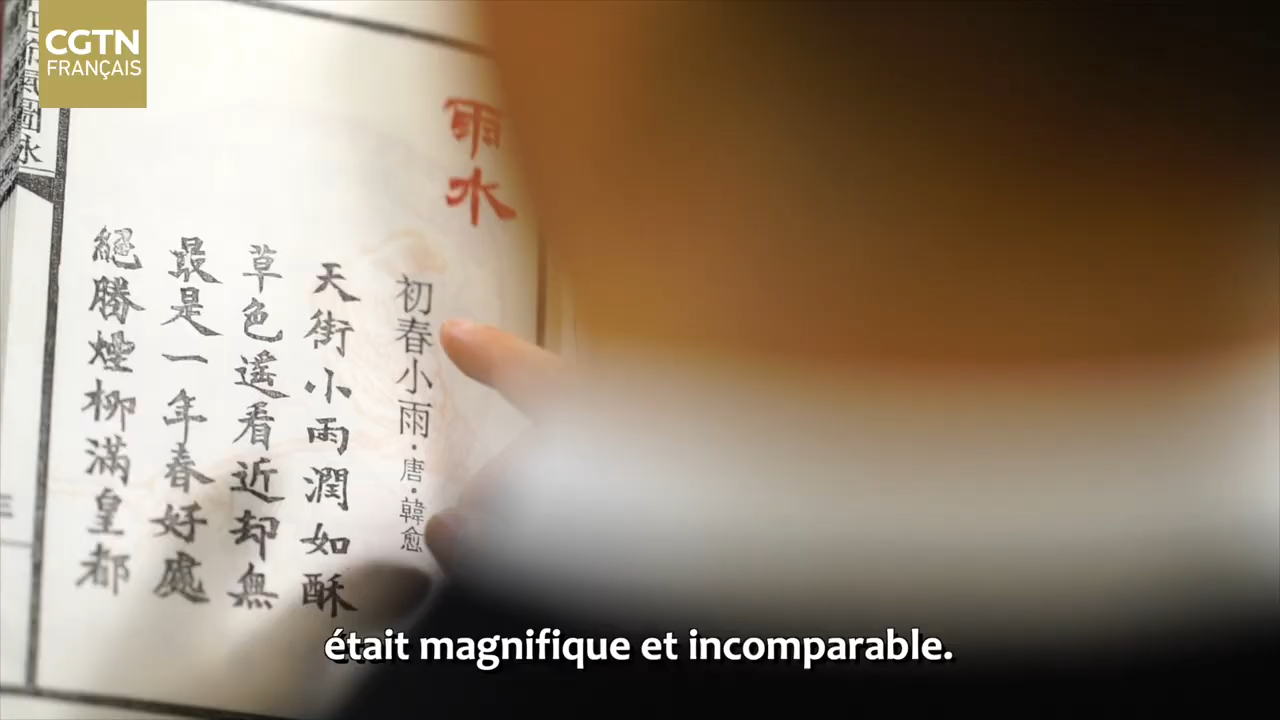 CGTN
FRANÇAIS
雨水
初春小雨·唐·韓愈
天街小雨潤如酥
草色遥看近却無
最是一年春好處
絕勝煙柳滿皇都
était magnifique et incomparable.